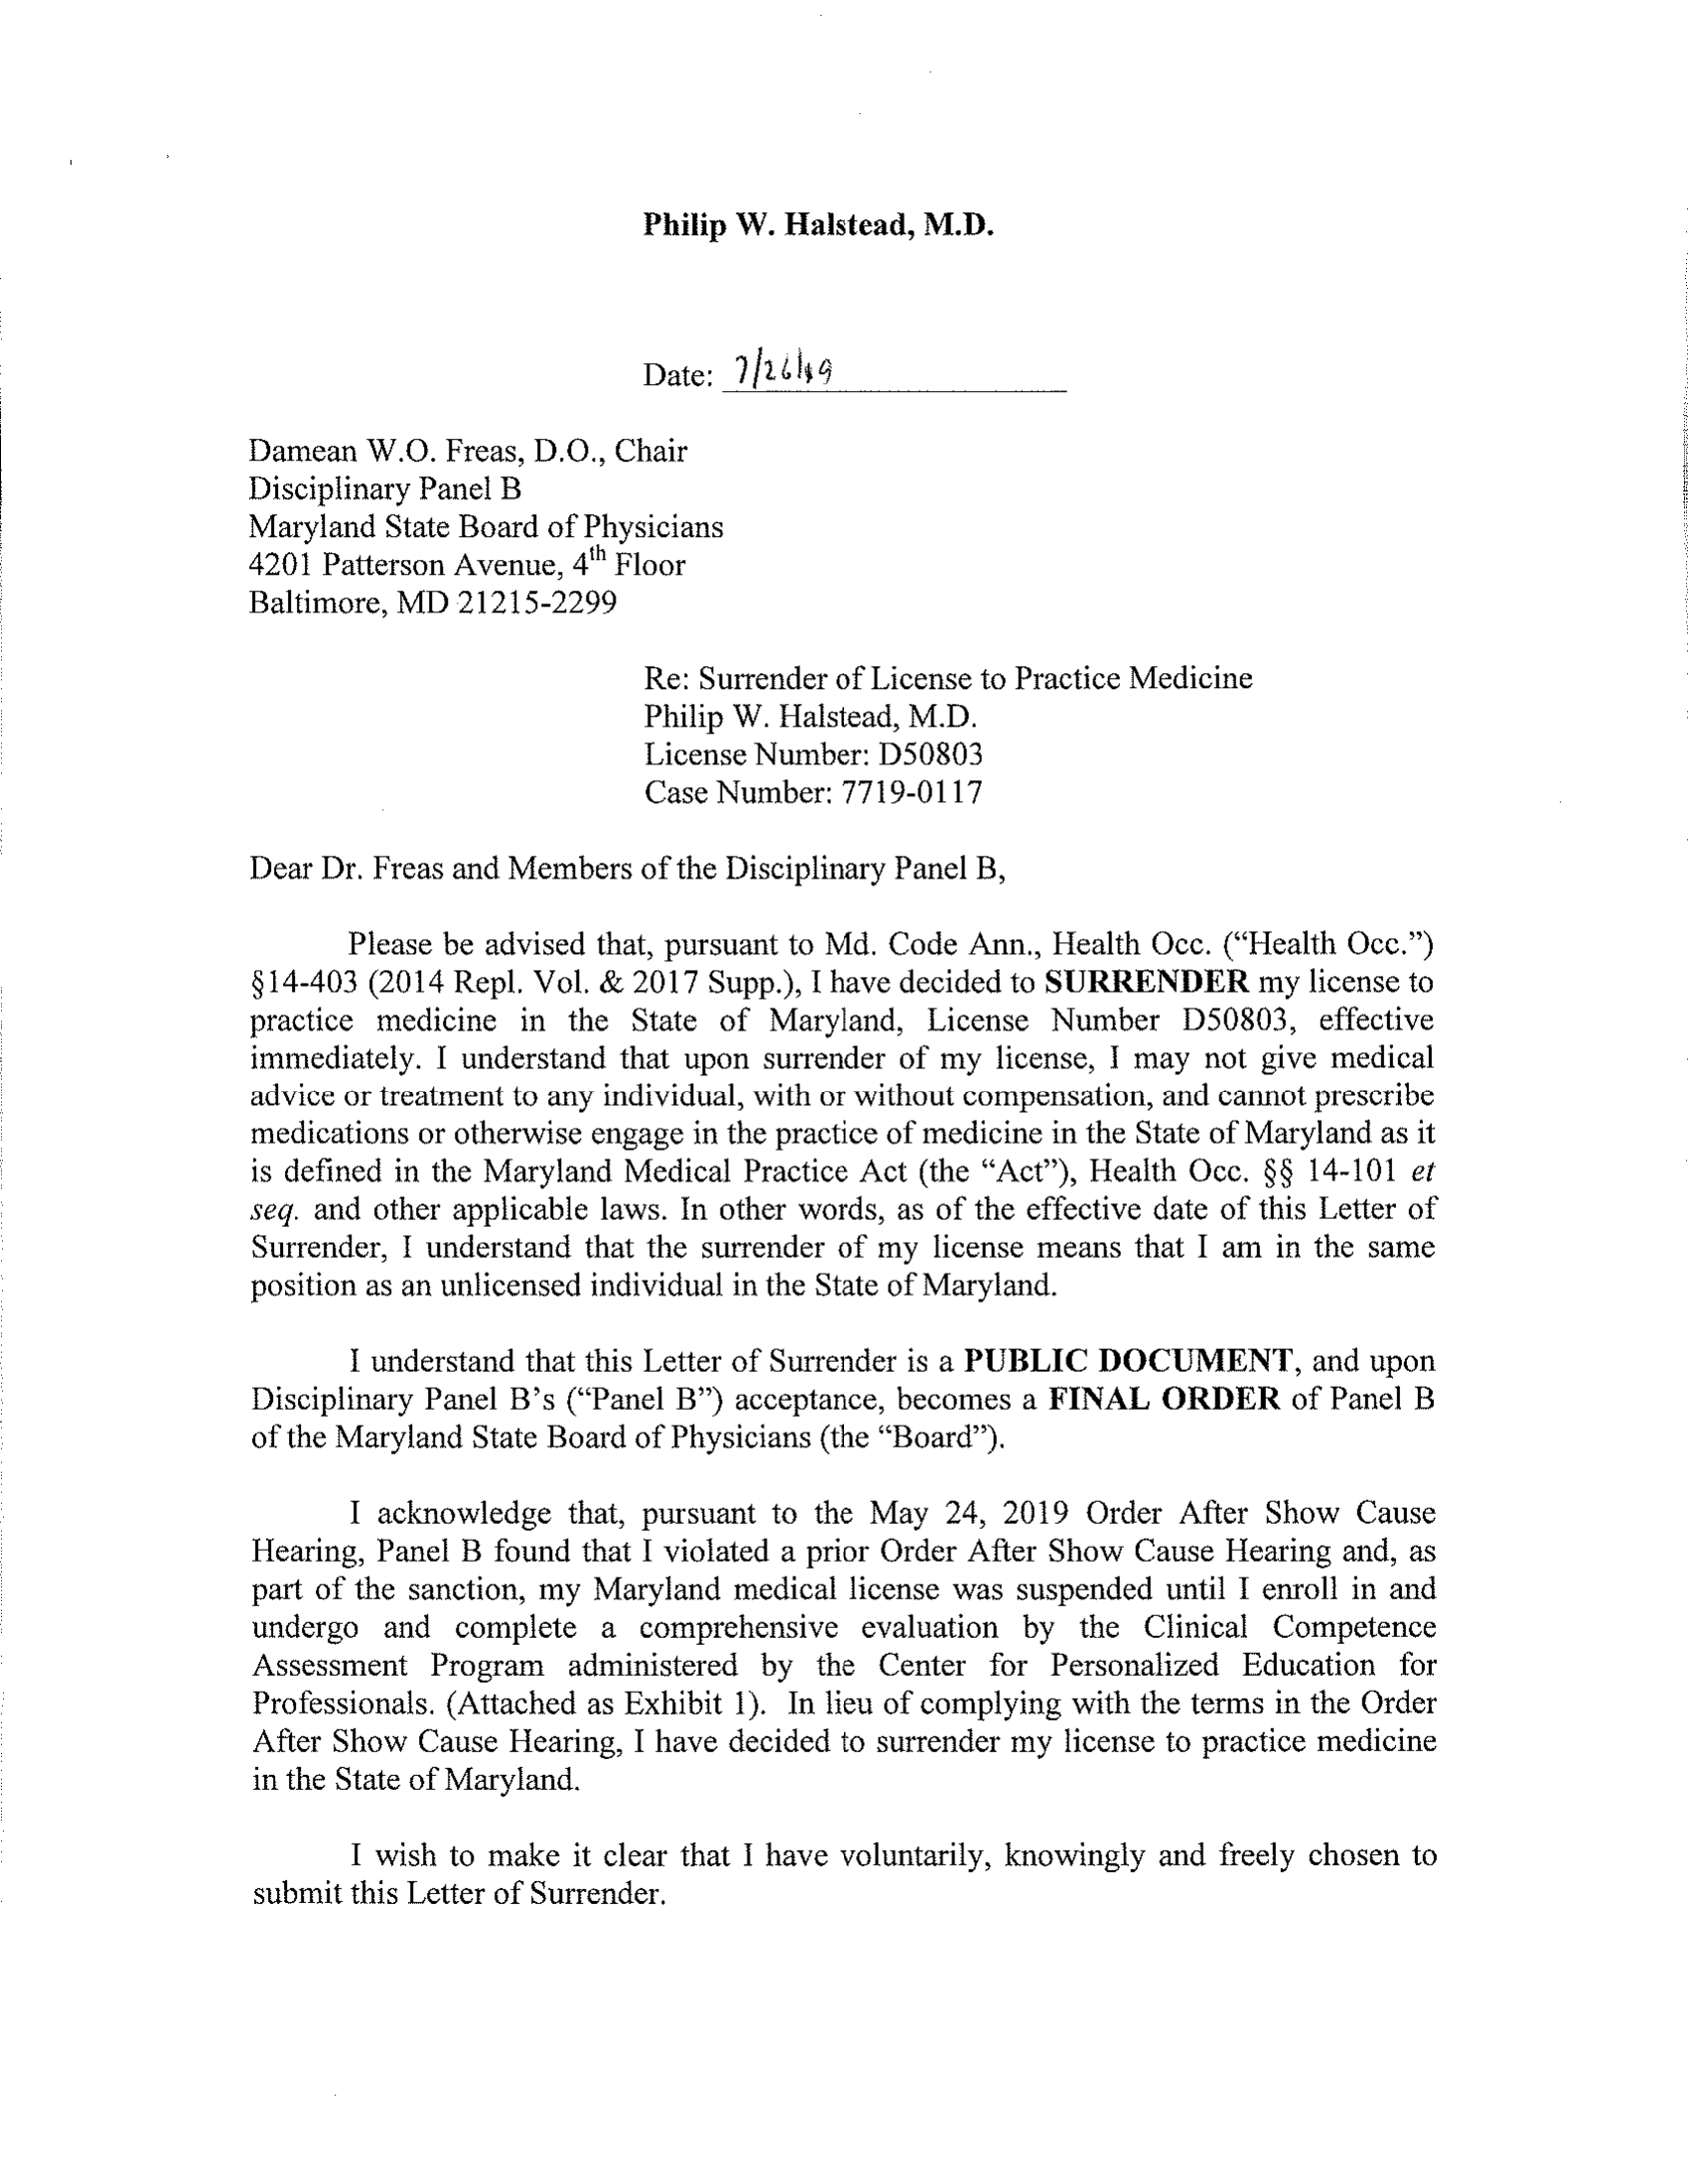 Philip W. Halstead, M.D.
Date: 7/26/19
Damean W.O. Freas, D.O., Chair
Disciplinary Panel B
Maryland State Board of Physicians
4201 Patterson Avenue, 4th Floor
Baltimore, MD 21215-2299
Re: Surrender of License to Practice Medicine
Philip W. Halstead, M.D.
License Number: D50803
Case Number: 7719-0117
Dear Dr. Freas and Members of the Disciplinary Panel B,
Please be advised that, pursuant to Md. Code Ann., Health Occ. (“Health Occ.”)
§14-403 (2014 Repl. Vol. & 2017 Supp.), I have decided to SURRENDER my license to
practice medicine in the State of Maryland, License Number D50803, effective
immediately. I understand that upon surrender of my license, I may not give medical
advice or treatment to any individual, with or without compensation, and cannot prescribe
medications or otherwise engage in the practice of medicine in the State of Maryland as it
is defined in the Maryland Medical Practice Act (the “Act”), Health Occ. §§ 14-101 et
seq. and other applicable laws. In other words, as of the effective date of this Letter of
Surrender, I understand that the surrender of my license means that I am in the same
position as an unlicensed individual in the State of Maryland.
I understand that this Letter of Surrender is a PUBLIC DOCUMENT, and upon
Disciplinary Panel B’s (“Panel B”) acceptance, becomes a FINAL ORDER of Panel B
of the Maryland State Board of Physicians (the “Board”).
I acknowledge that, pursuant to the May 24, 2019 Order After Show Cause
Hearing, Panel B found that I violated a prior Order After Show Cause Hearing and, as
part of the sanction, my Maryland medical license was suspended until I enroll in and
undergo and complete a comprehensive evaluation by the Clinical Competence
Assessment Program administered by the Center for Personalized Education for
Professionals. (Attached as Exhibit 1). In lieu of complying with the terms in the Order
After Show Cause Hearing, I have decided to surrender my license to practice medicine
in the State of Maryland.
I wish to make it clear that I have voluntarily, knowingly and freely chosen to
submit this Letter of Surrender.